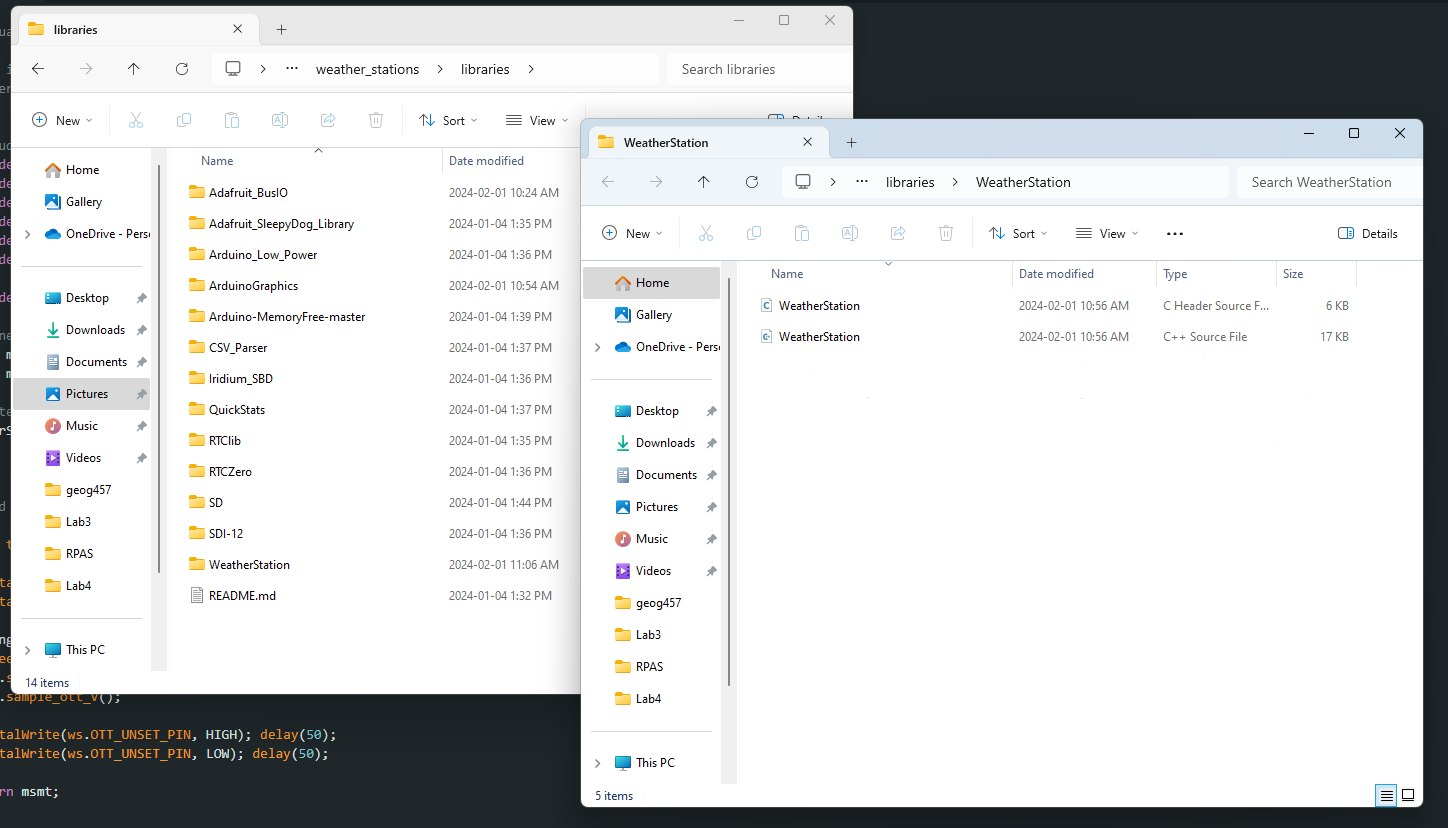 libraries
weather_stations
libraries
Search libraries
New
Sort
View
Home
Gallery
OneDrive - Perso
Desktop
Downloads
Documents
Pictures
Music
Videos
geog457
Lab3
RPAS
Lab4
This PC
Name Date modified
Adafruit_BusIO 2024-02-01 10:24 AM
Adafruit_SleepyDog_Library 2024-01-04 1:35 PM
Arduino_Low_Power 2024-01-04 1:36 PM
ArduinoGraphics 2024-02-01 10:54 AM
Arduino-MemoryFree-master 2024-01-04 1:39 PM
CSV_Parser 2024-01-04 1:37 PM
Iridium_SBD 2024-01-04 1:36 PM
QuickStats 2024-01-04 1:37 PM
RTClib 2024-01-04 1:35 PM
RTCZero 2024-01-04 1:36 PM
SD 2024-01-04 1:44 PM
SDI-12 2024-01-04 1:36 PM
WeatherStation 2024-02-01 11:06 AM
README.md 2024-01-04 1:32 PM
14 items
WeatherStation
libraries
WeatherStation
Search WeatherStation
New
Sort
View
Details
Home
Gallery
OneDrive - Perso
Desktop
Downloads
Documents
Pictures
Music
Videos
geog457
Lab3
RPAS
Lab4
This PC
Name Date modified Type Size
WeatherStation 2024-02-01 10:56 AM C Header Source F... 6 KB
WeatherStation 2024-02-01 10:56 AM C++ Source File 17 KB
5 items
.sample_ott_v();
talWrite(ws.OTT_UNSET_PIN, HIGH); delay(50);
talWrite(ws.OTT_UNSET_PIN, LOW); delay(50);
rn msmt;